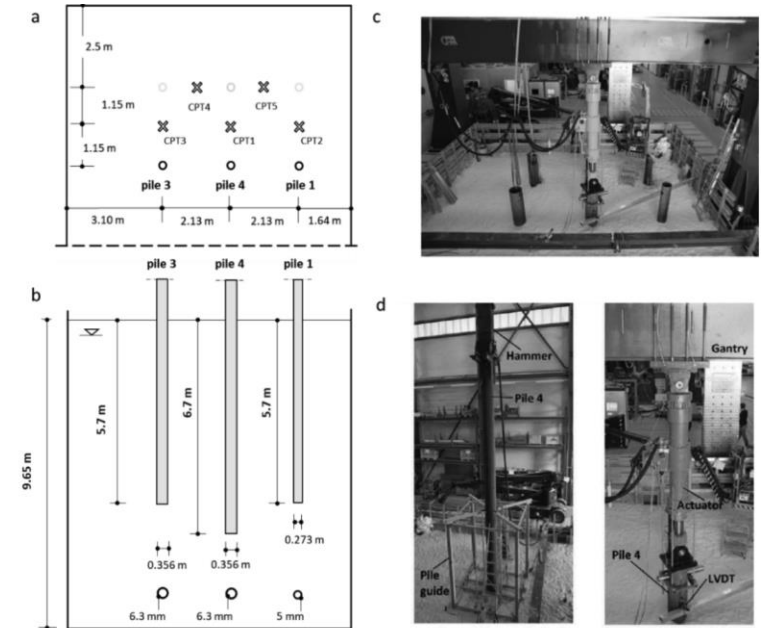 a
2.5 m
1.15 m
CPT4
CPT5
1.15 m
CPT3
CPT1
CPT2
pile 3
pile 4
pile 1
3.10 m
2.13 m
2.13 m
1.64 m
b
pile 3
pile 4
pile 1
9.65 m
5.7 m
6.7 m
5.7 m
0.273 m
0.356 m
0.356 m
6.3 mm
6.3 mm
5 mm
c
d
Hammer
Pile 4
Pile
guide
Gantry
Actuator
Pile 4
LVDT